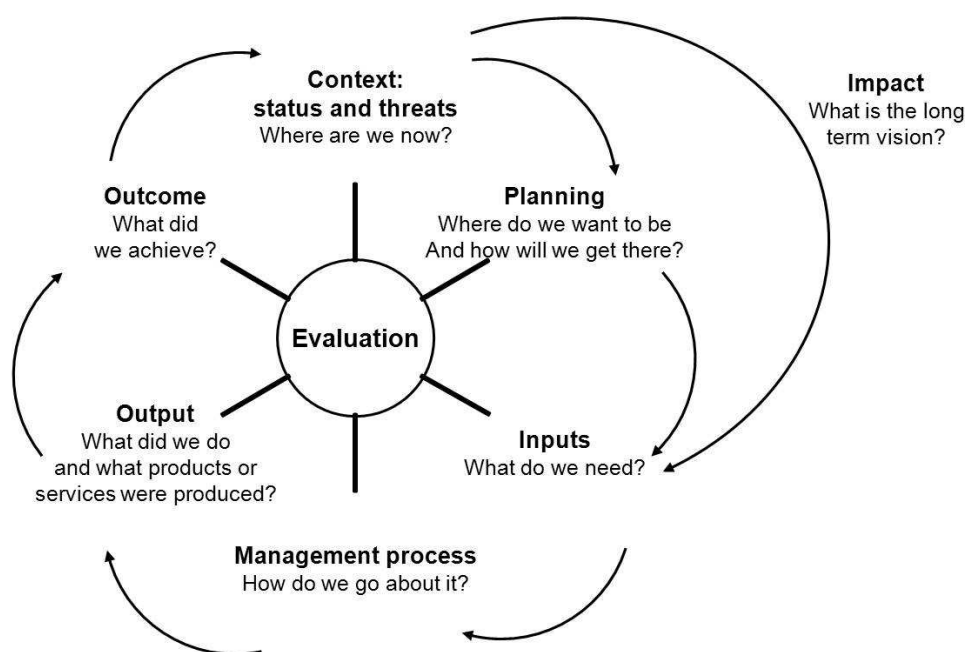 Context:
status and threats
Where are we now?
Impact
What is the long
term vision?
Outcome
What did
we achieve?
Planning
Where do we want to be
And how will we get there?
Evaluation
Output
What did we do
and what products or
services were produced?
Inputs
What do we need?
Management process
How do we go about it?